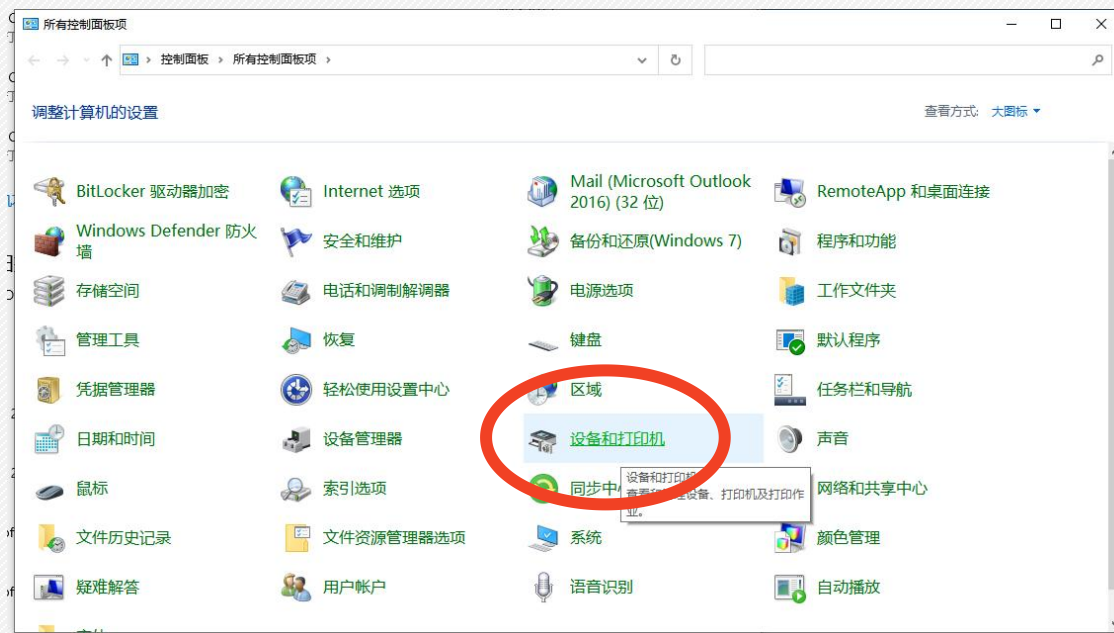 所有控制面板项
控制面板 › 所有控制面板项 ›
调整计算机的设置
查看方式: 大图标
BitLocker 驱动器加密
Internet 选项
Mail (Microsoft Outlook
2016) (32 位)
RemoteApp 和桌面连接
Windows Defender 防火
墙
安全和维护
备份和还原(Windows 7)
程序和功能
存储空间
电话和调制解调器
电源选项
工作文件夹
管理工具
恢复
键盘
默认程序
凭据管理器
轻松使用设置中心
区域
任务栏和导航
日期和时间
设备管理器
设备和打印机
声音
鼠标
索引选项
同步中
设备和打印机
设备、打印机及打印作
业。
网络和共享中心
文件历史记录
文件资源管理器选项
系统
颜色管理
疑难解答
用户帐户
语音识别
自动播放